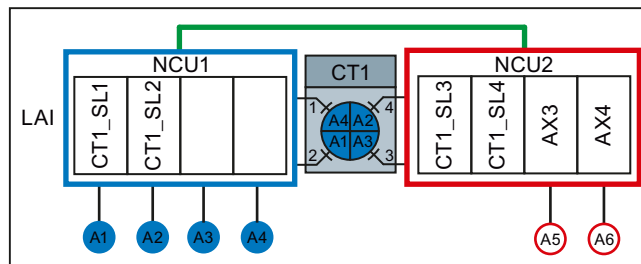 NCU1
CT1
NCU2
LAI
CT1_SL1
CT1_SL2
CT1_SL3
CT1_SL4
AX3
AX4
1
4
A4
A2
A1
A3
2
3
A1
A2
A3
A4
A5
A6